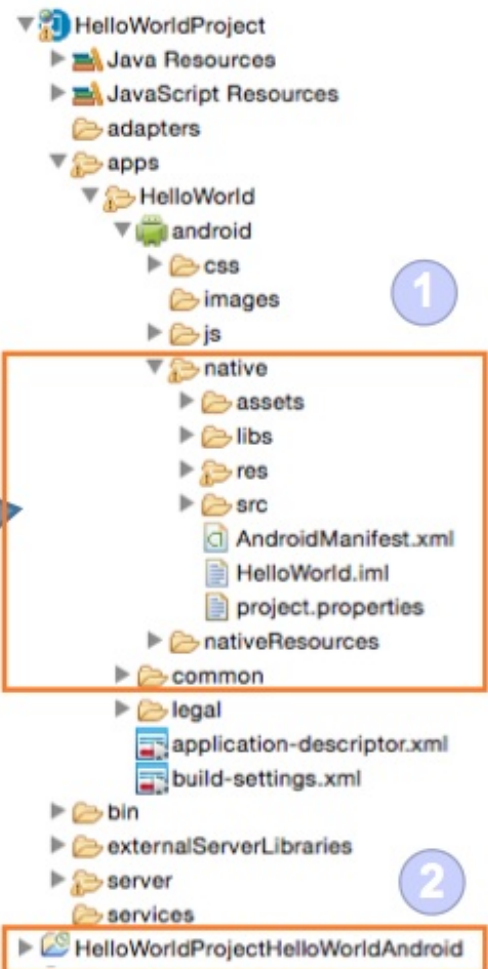 HelloWorldProject
Java Resources
JavaScript Resources
adapters
apps
HelloWorld
android
css
images
1
js
native
assets
libs
res
src
AndroidManifest.xml
HelloWorld.iml
project.properties
nativeResources
common
legal
application-descriptor.xml
build-settings.xml
bin
externalServerLibraries
server
2
services
HelloWorldProjectHelloWorldAndroid